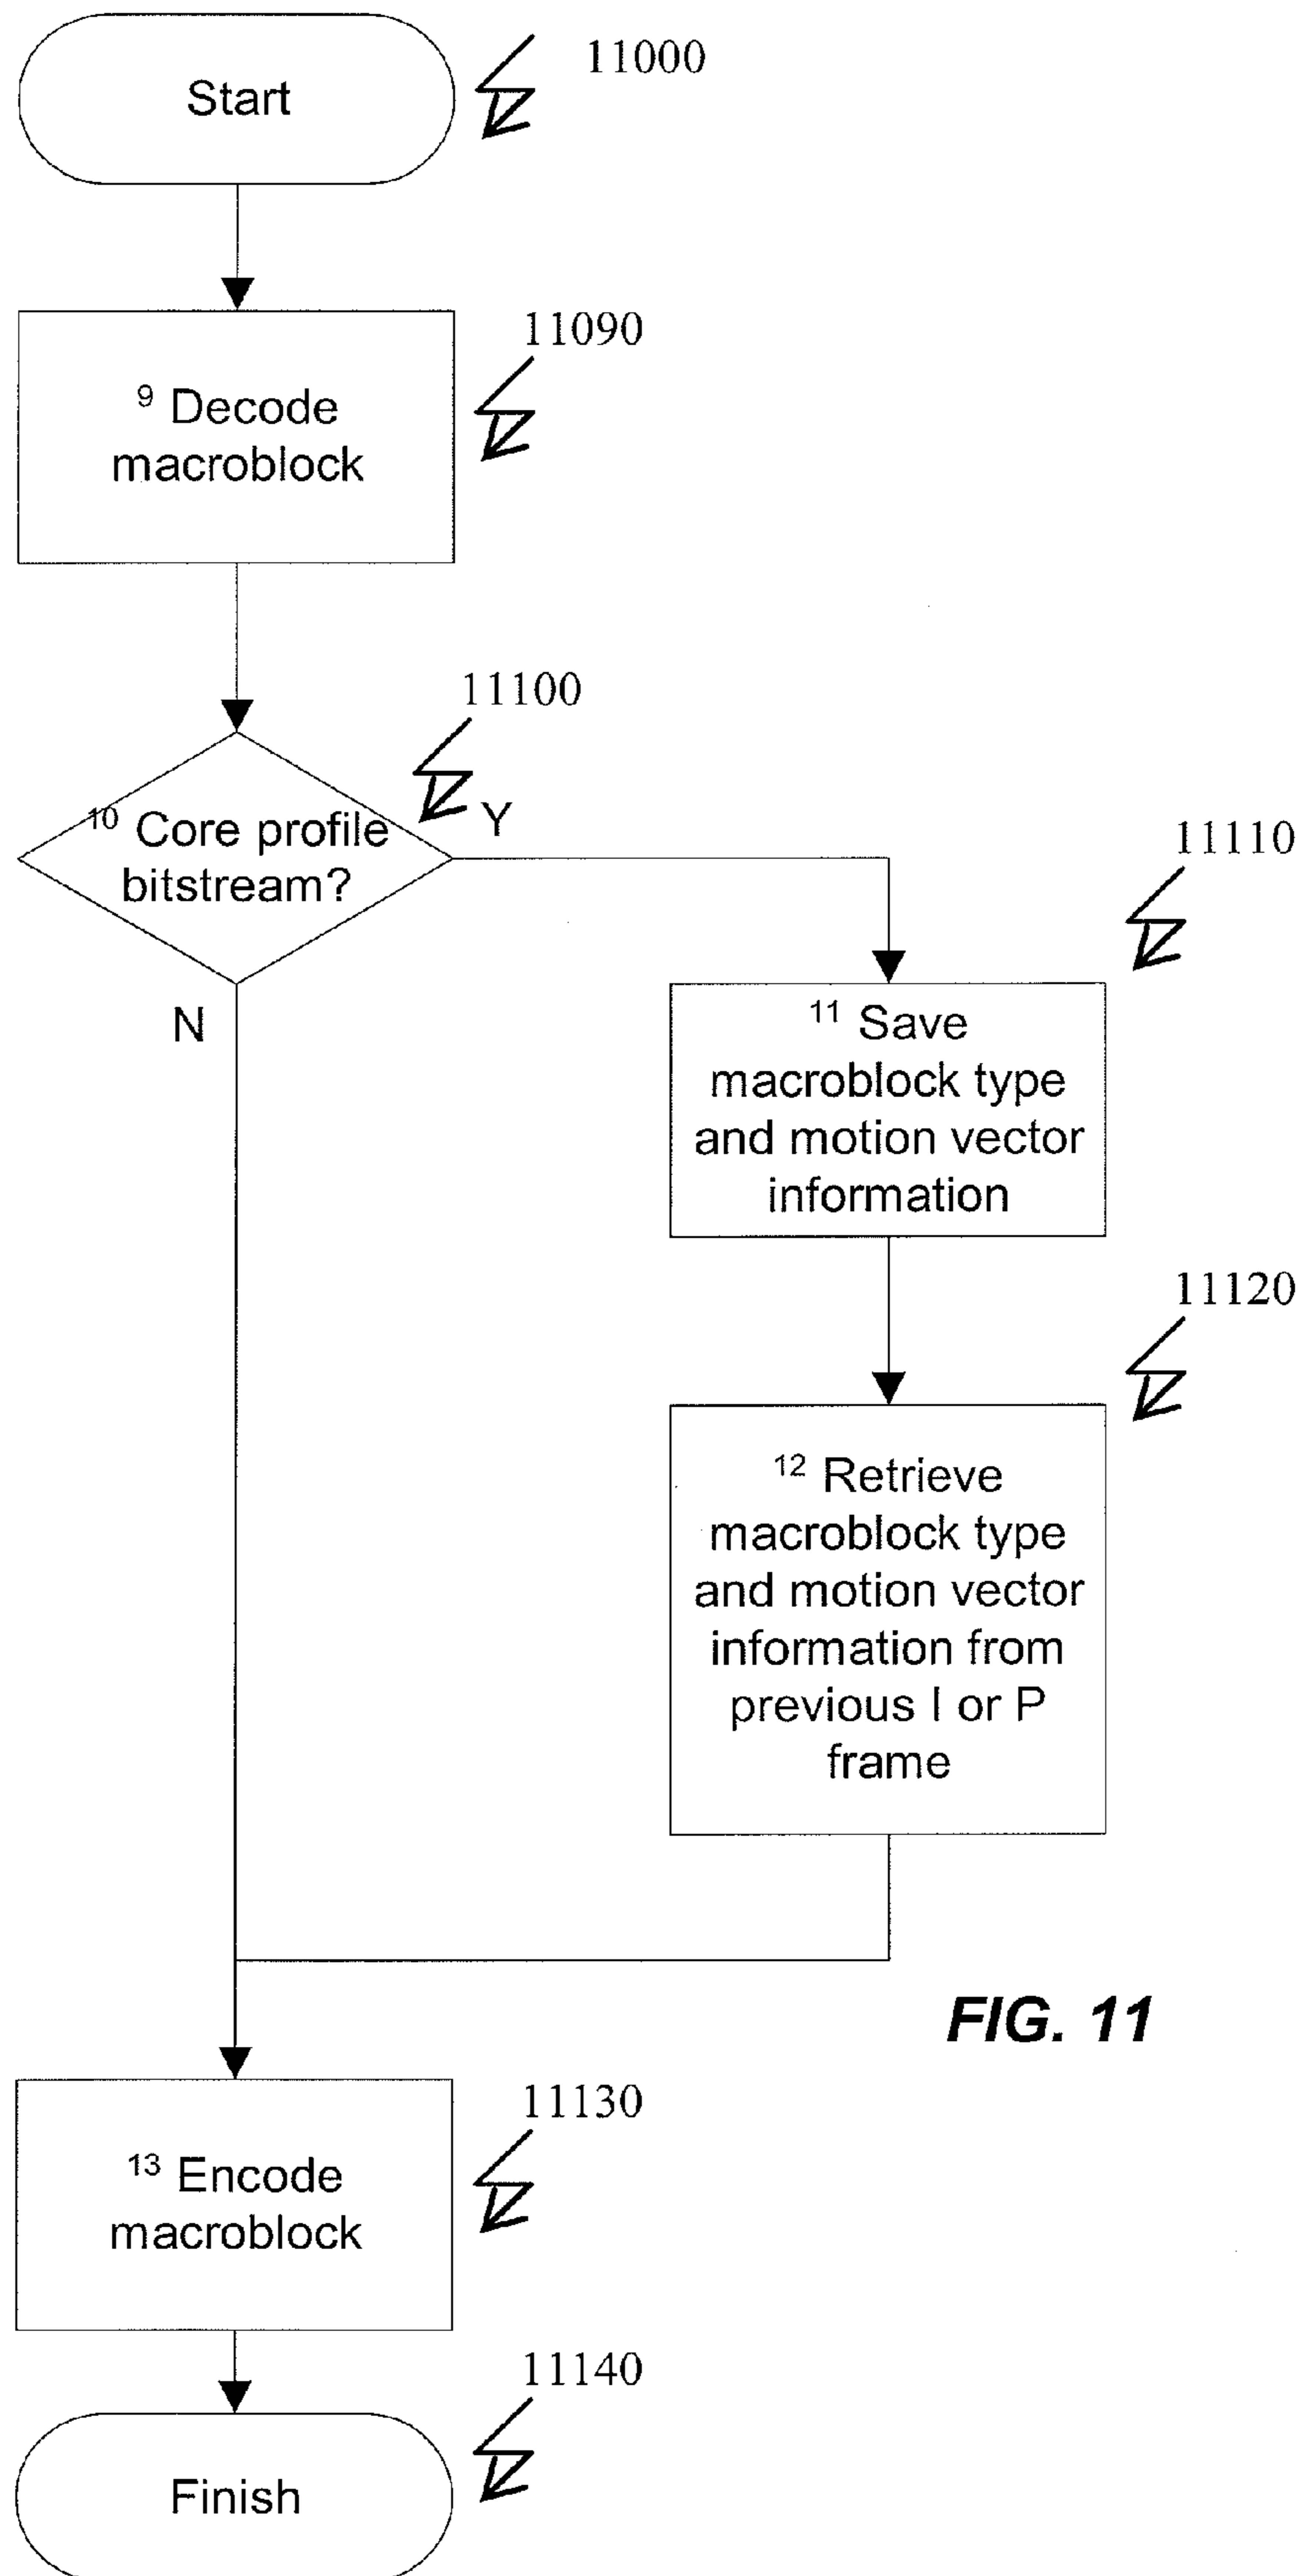 Start
11000
11090
9 Decode
macroblock
11100
10 Core profile
bitstream?
Y
N
11110
11 Save
macroblock type
and motion vector
information
11120
12 Retrieve
macroblock type
and motion vector
information from
previous I or P
frame
FIG. 11
11130
13 Encode
macroblock
11140
Finish